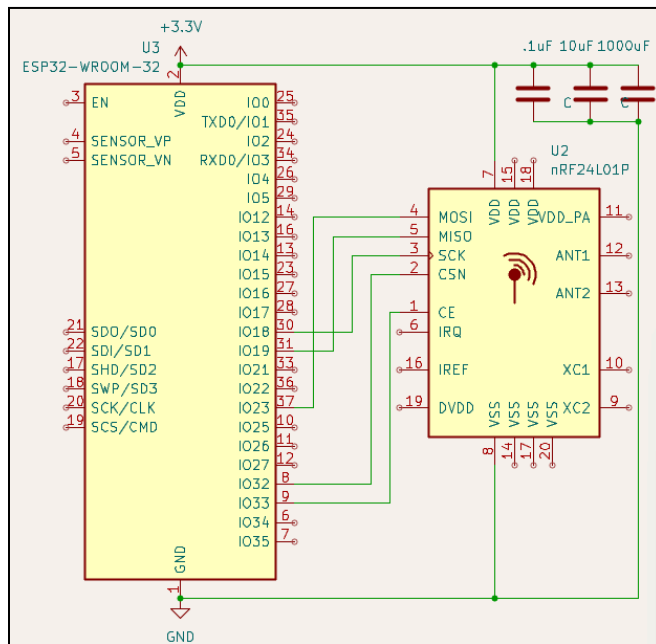 +3.3V
U3
ESP32-WROOM-32
.1uF 10uF 1000uF
C C
2
VDD
3 EN
IO0 25
TXD0/IO1 35
4 SENSOR_VP
IO2 24
5 SENSOR_VN
RXD0/IO3 34
IO4 26
IO5 29
IO12 14
IO13 16
IO14 13
IO15 23
IO16 27
IO17 28
21 SDO/SD0
IO18 30
22 SDI/SD1
IO19 31
17 SHD/SD2
IO21 33
18 SWP/SD3
IO22 36
20 SCK/CLK
IO23 37
19 SCS/CMD
IO25 10
IO26 11
IO27 12
IO32 8
IO33 9
IO34 6
IO35 7
GND
1
GND
U2
nRF24L01P
7 15 18
VDD VDD VDD
4 MOSI
VDD_PA 11
5 MISO
3 SCK
ANT1 12
2 CSN
ANT2 13
1 CE
6 IRQ
16 IREF
XC1 10
19 DVDD
XC2 9
VSS VSS VSS VSS
8 14 17 20